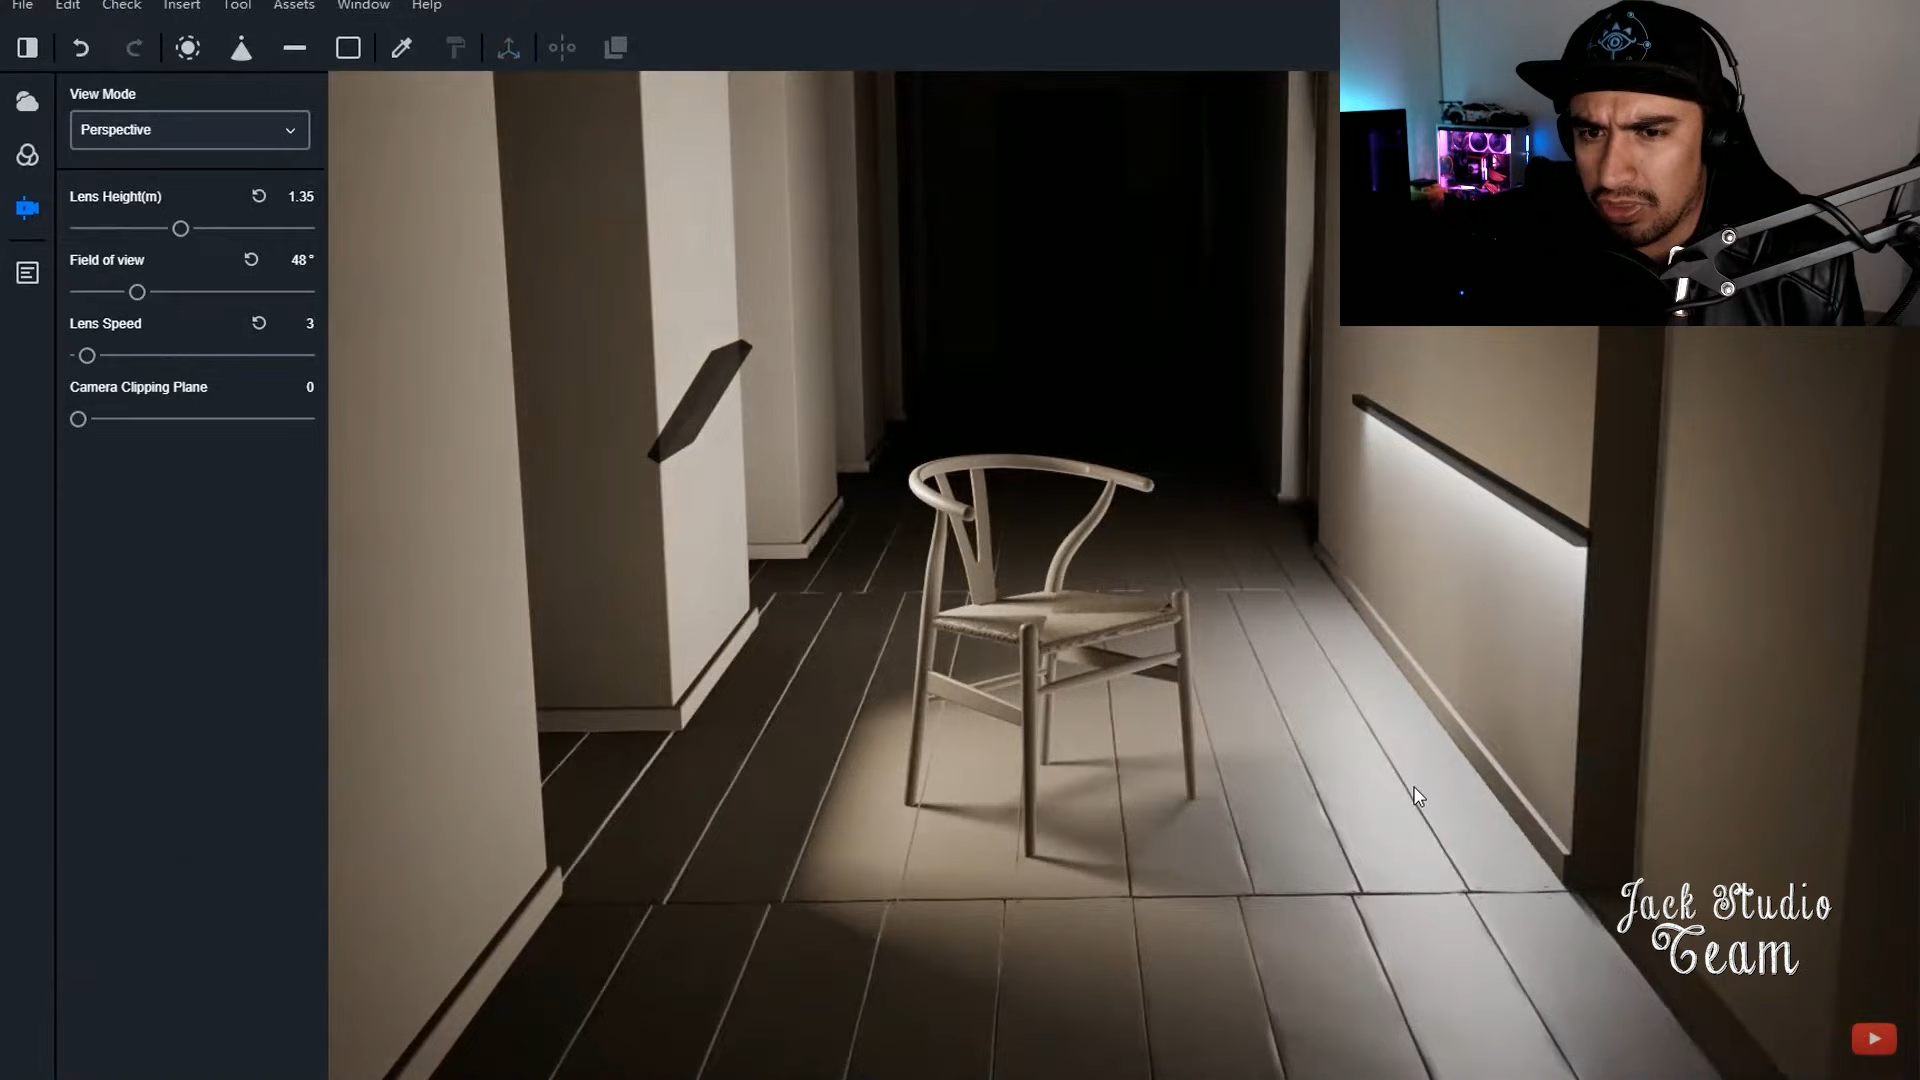 File Edit Check Insert Tool Assets Window Help
View Mode
Perspective
Lens Height(m) 1.35
Field of view 48°
Lens Speed 3
Camera Clipping Plane 0
Jack Studio
Team